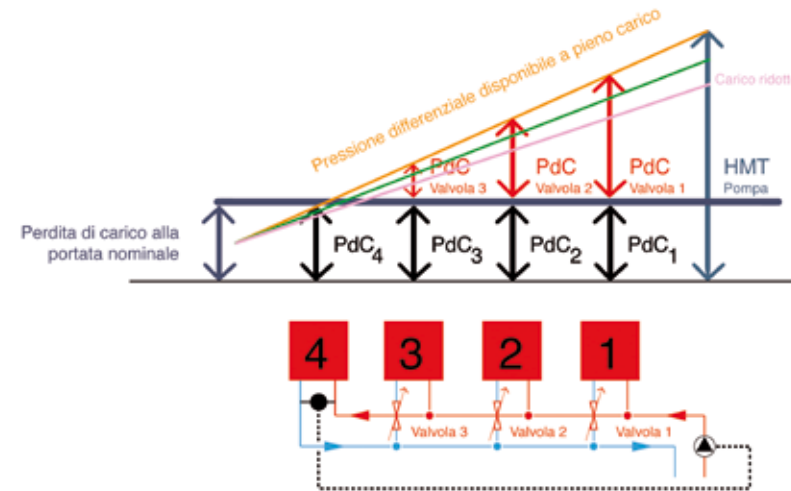 Pressione differenziale disponibile a pieno carico
Carico ridott
PdC
Valvola 3
PdC
Valvola 2
PdC
Valvola 1
HMT
Pompa
Perdita di carico alla
portata nominale
PdC4
PdC3
PdC2
PdC1
4
3
2
1
Valvola 3
Valvola 2
Valvola 1